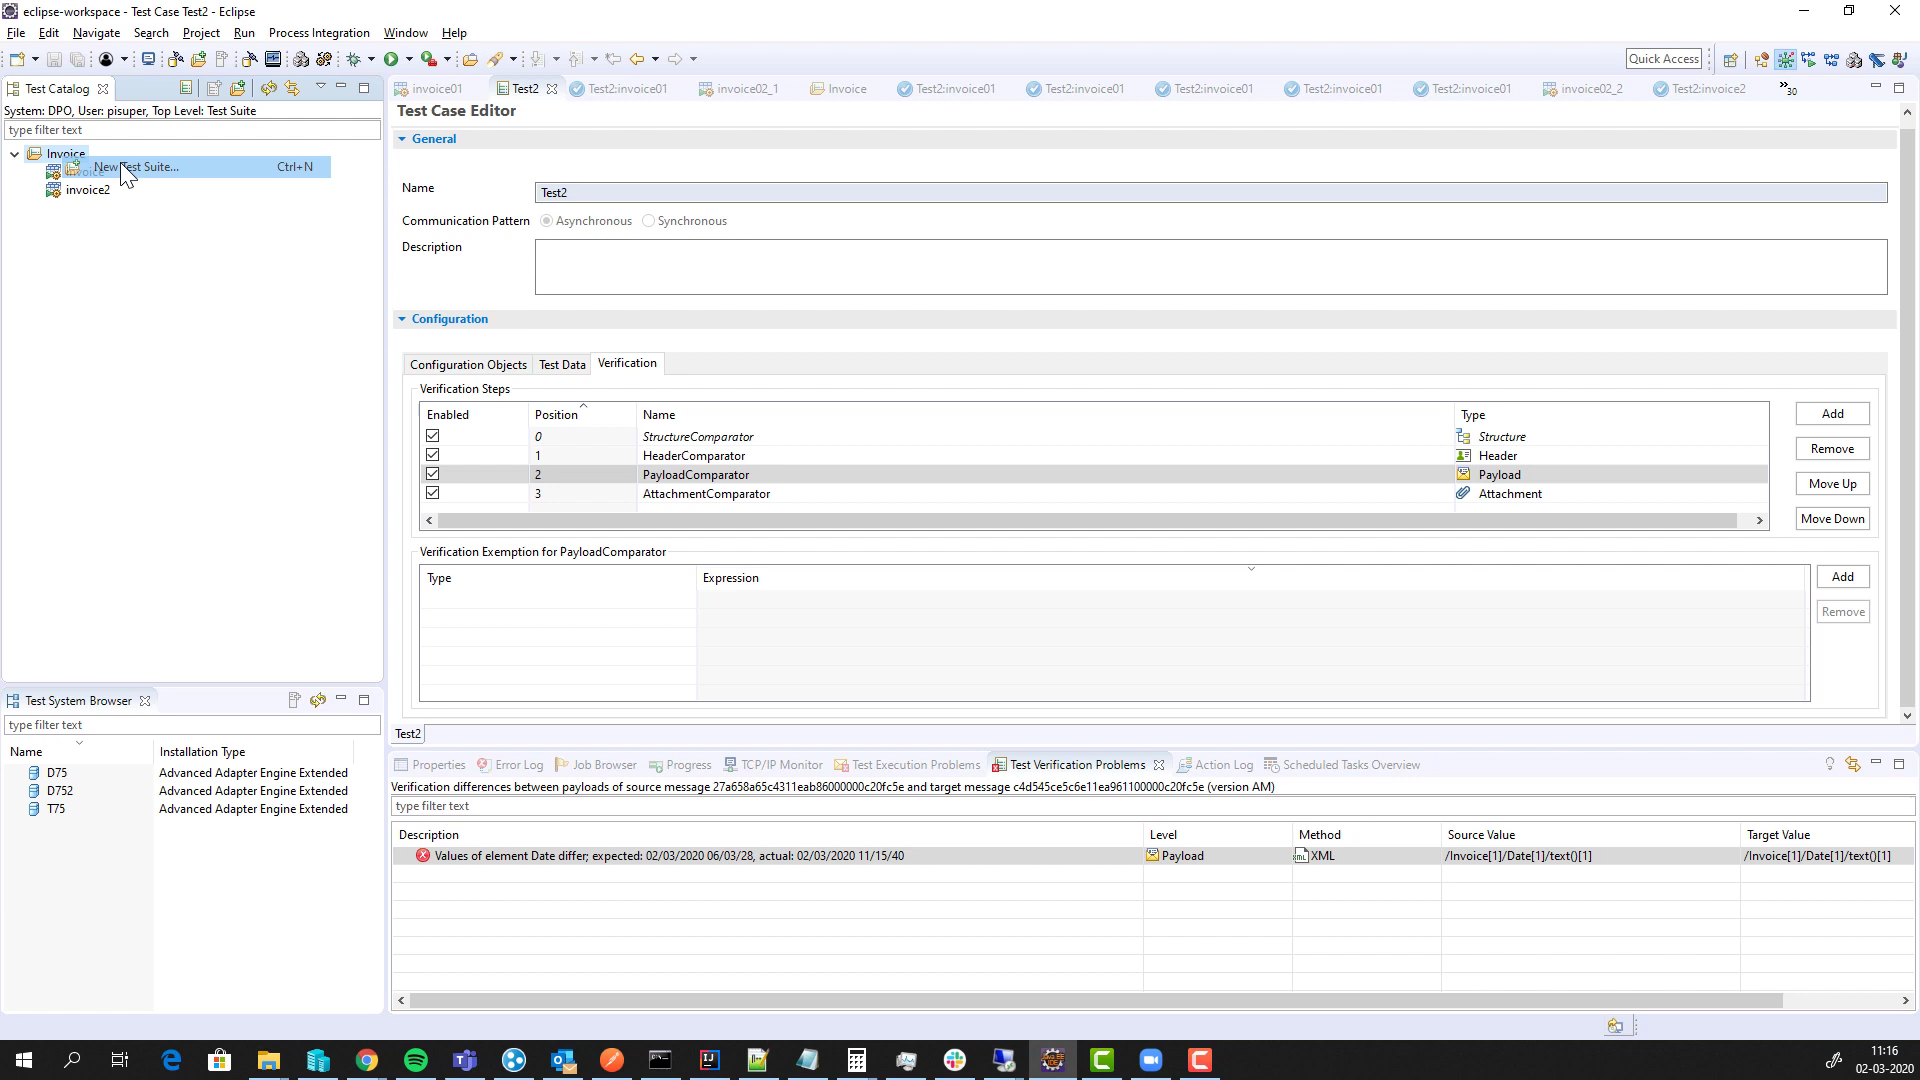 eclipse-workspace - Test Case Test2 - Eclipse
File Edit Navigate Search Project Run Process Integration Window Help
Quick Access
Test Catalog
System: DPO, User: pisuper, Top Level: Test Suite
type filter text
Invoice
New Test Suite... Ctrl+N
invoice2
invoice01 Test2 Test2:invoice01 invoice02_1 Invoice Test2:invoice01 Test2:invoice01 Test2:invoice01 Test2:invoice01 Test2:invoice01 invoice02_2 Test2:invoice2 30
Test Case Editor
General
Name Test2
Communication Pattern Asynchronous Synchronous
Description
Configuration
Configuration Objects Test Data Verification
Verification Steps
Enabled Position Name Type
0 StructureComparator Structure
1 HeaderComparator Header
2 PayloadComparator Payload
3 AttachmentComparator Attachment
Add
Remove
Move Up
Move Down
Verification Exemption for PayloadComparator
Type Expression
Add
Remove
Test2
Test System Browser
type filter text
Name Installation Type
D75 Advanced Adapter Engine Extended
D752 Advanced Adapter Engine Extended
T75 Advanced Adapter Engine Extended
Properties Error Log Job Browser Progress TCP/IP Monitor Test Execution Problems Test Verification Problems Action Log Scheduled Tasks Overview
Verification differences between payloads of source message 27a658a65c4311eab86000000c20fc5e and target message c4d545ce5c6e11ea961100000c20fc5e (version AM)
type filter text
Description Level Method Source Value Target Value
Values of element Date differ; expected: 02/03/2020 06/03/28, actual: 02/03/2020 11/15/40 Payload XML /Invoice[1]/Date[1]/text()[1] /Invoice[1]/Date[1]/text()[1]
11:16
02-03-2020